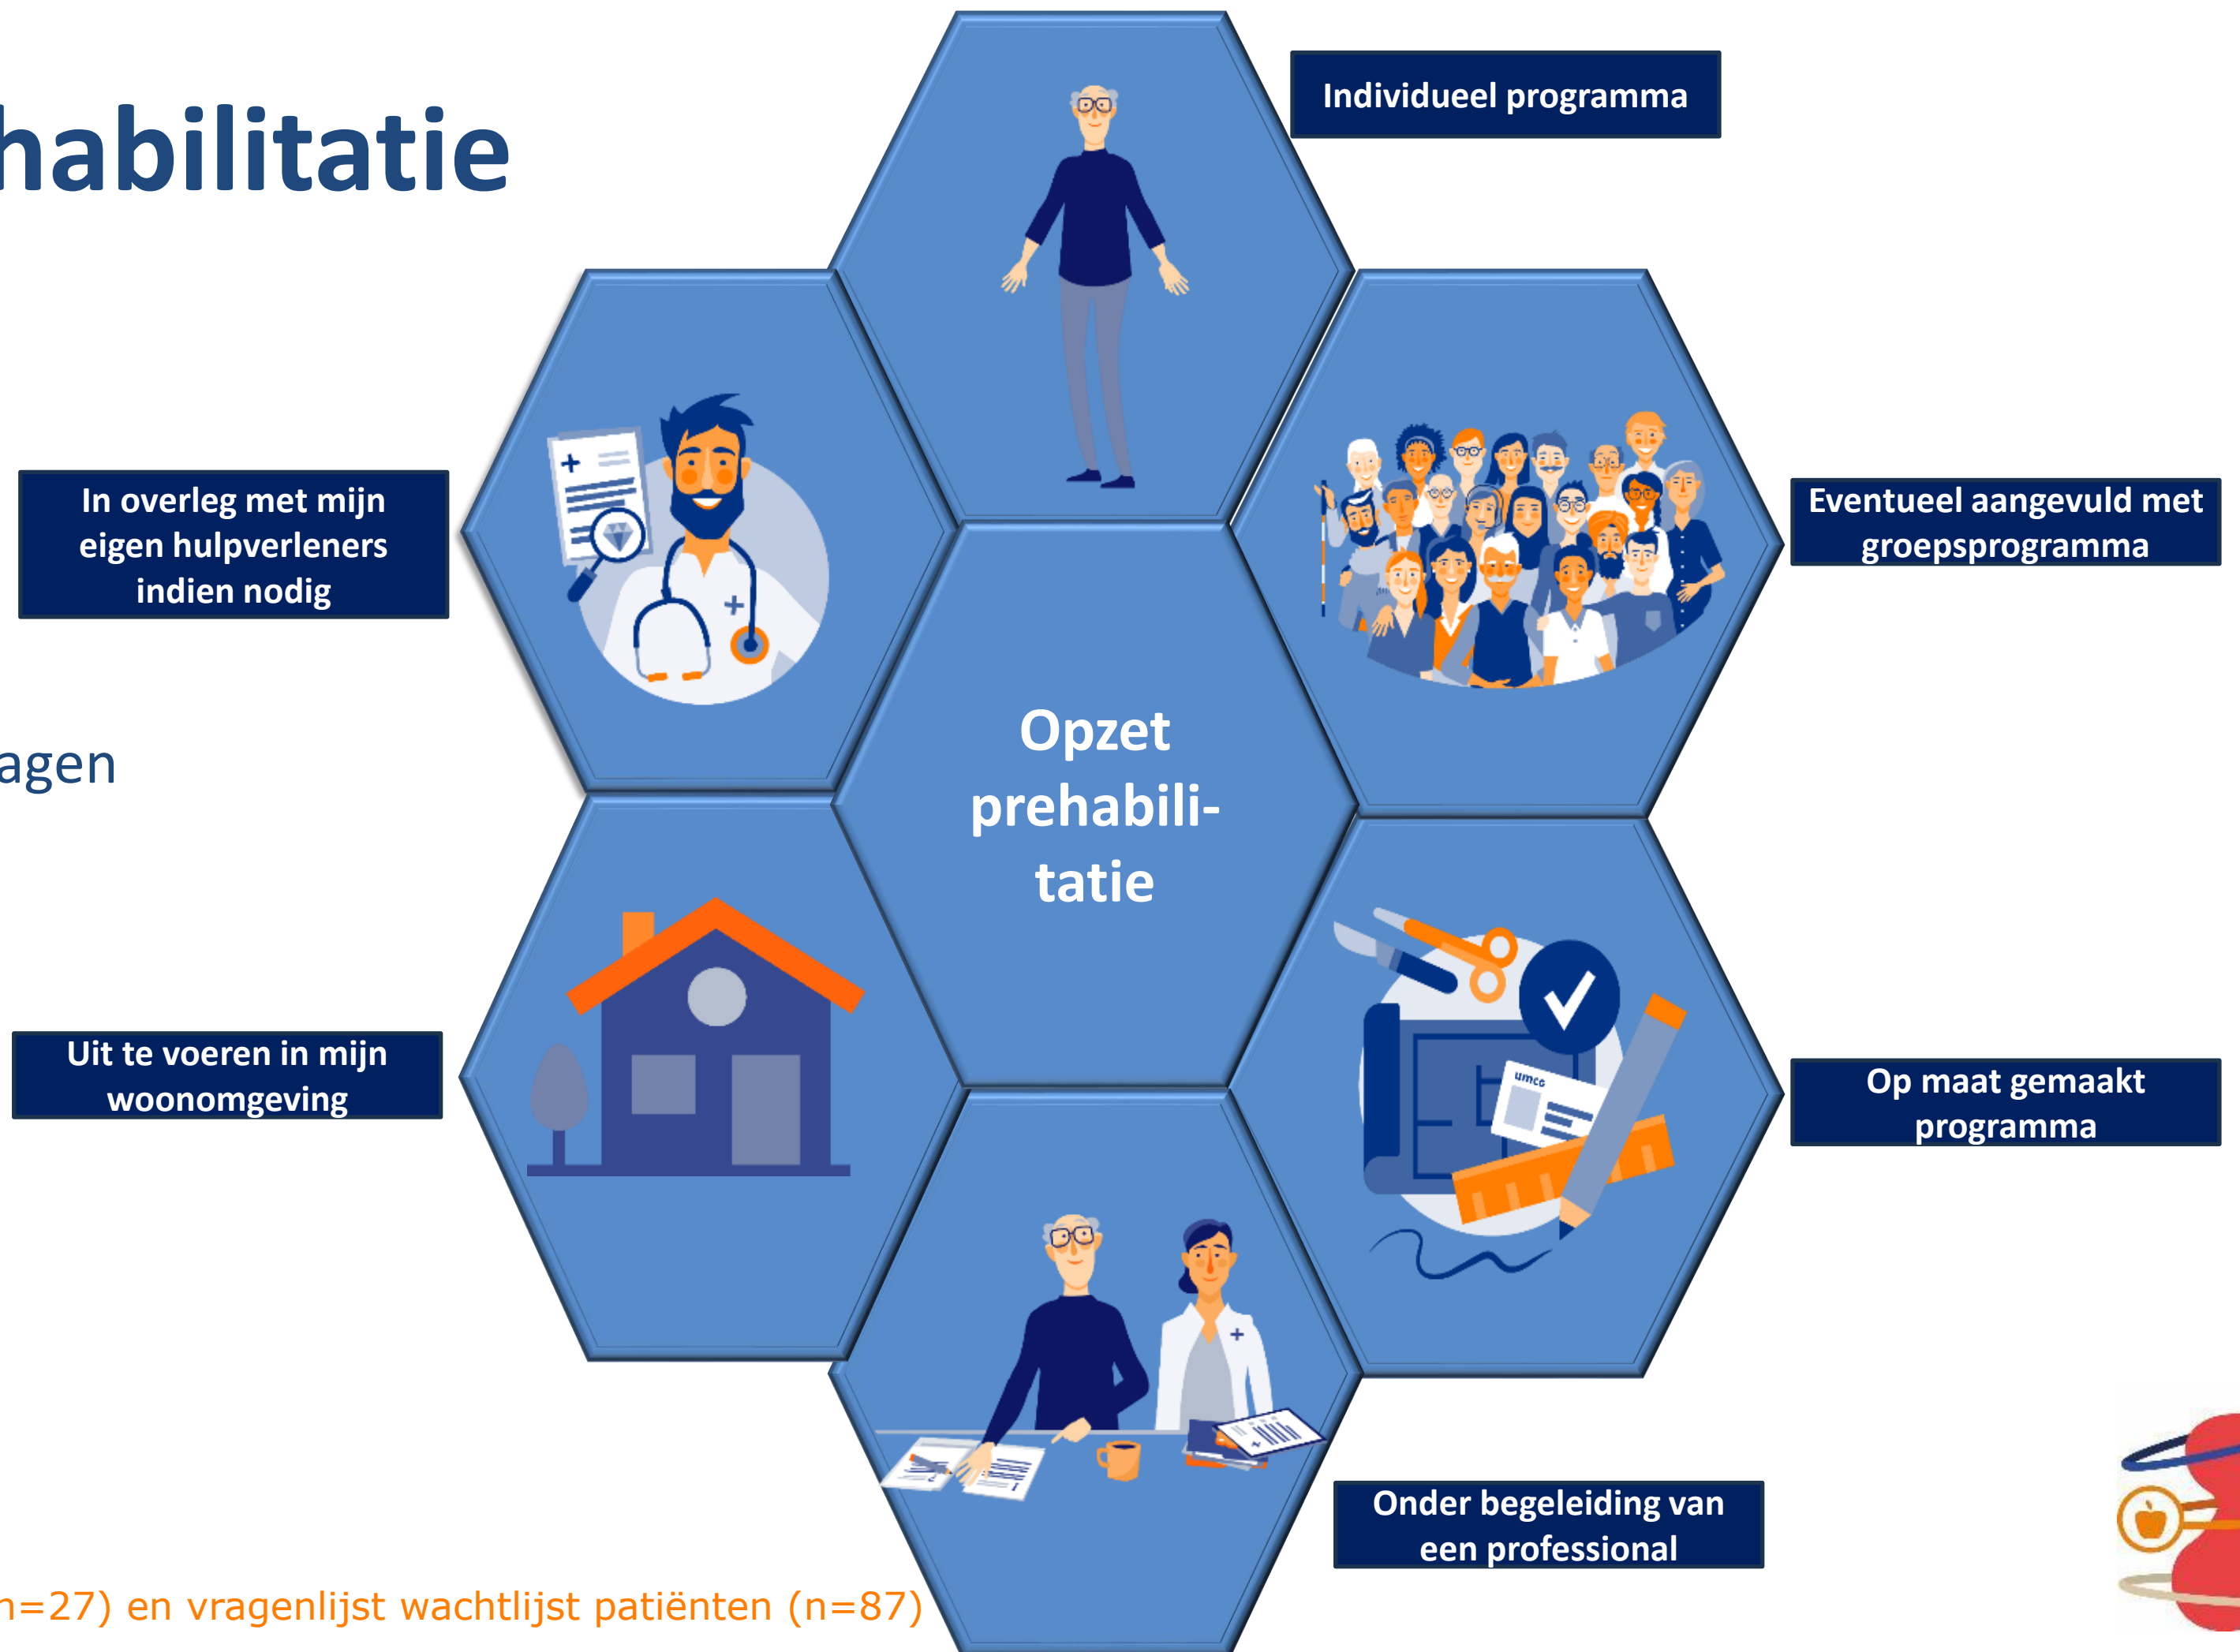 habilitatie
Individueel programma
In overleg met mijn
eigen hulpverleners
indien nodig
Eventueel aangevuld met
groepsprogramma
Opzet
prehabili-
tatie
agen
Uit te voeren in mijn
woonomgeving
umcg
Op maat gemaakt
programma
Onder begeleiding van
een professional
n=27) en vragenlijst wachtlijst patiënten (n=87)